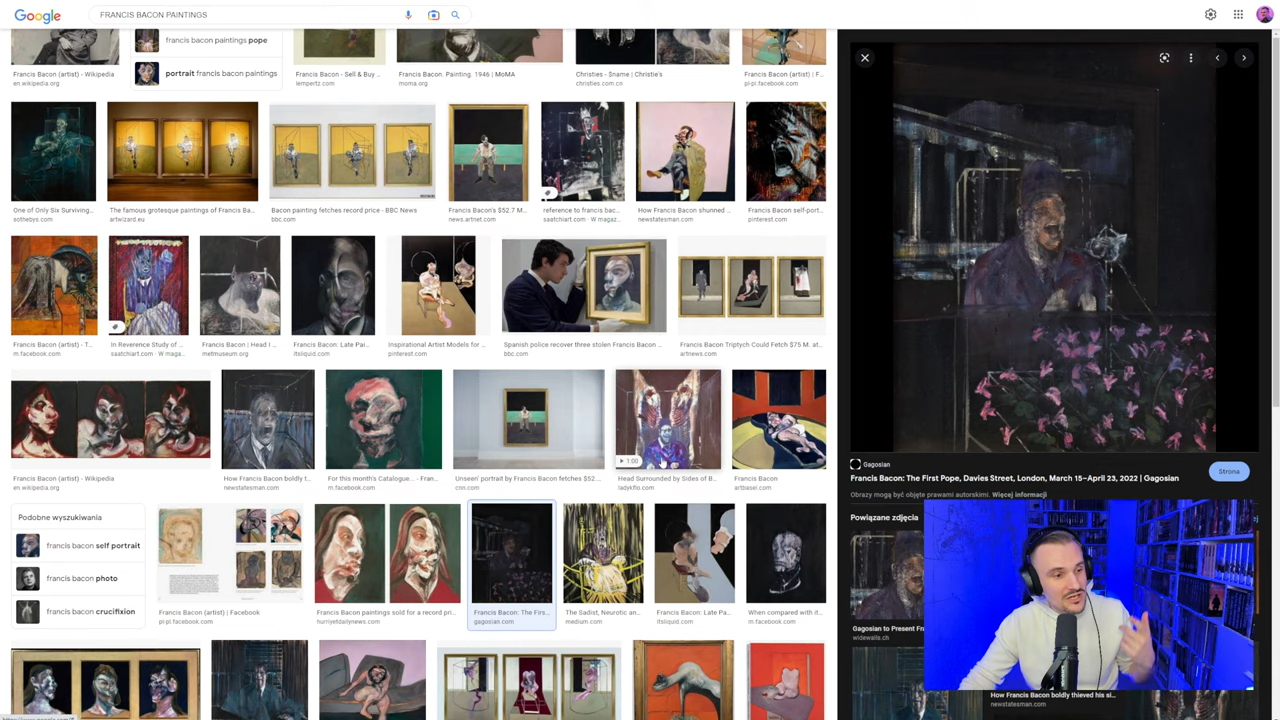 Google
FRANCIS BACON PAINTINGS
francis bacon paintings pope
portrait francis bacon paintings
Francis Bacon (artist) - Wikipedia
en.wikipedia.org
Francis Bacon - Sell & Buy ...
lempertz.com
Francis Bacon. Painting. 1946 | MoMA
moma.org
Christies - $name | Christie's
christies.com.cn
Francis Bacon (artist) | F...
pl-pl.facebook.com
One of Only Six Surviving...
sothebys.com
The famous grotesque paintings of Francis Ba...
artwizard.eu
Bacon painting fetches record price - BBC News
bbc.com
Francis Bacon's $52.7 M...
news.artnet.com
reference to francis bac...
saatchiart.com - W magaz...
How Francis Bacon shunned ...
newstatesman.com
Francis Bacon self-port...
pinterest.com
Francis Bacon (artist) - T...
m.facebook.com
In Reverence Study of ...
saatchiart.com - W maga...
Francis Bacon | Head I ...
metmuseum.org
Francis Bacon: Late Pai...
itsliquid.com
Inspirational Artist Models for ...
pinterest.com
Spanish police recover three stolen Francis Bacon ...
bbc.com
Francis Bacon Triptych Could Fetch $75 M. at...
artnews.com
Francis Bacon (artist) - Wikipedia
en.wikipedia.org
How Francis Bacon boldly t...
newstatesman.com
For this month's Catalogue... - Fran...
m.facebook.com
'Unseen' portrait by Francis Bacon fetches $52....
cnn.com
1:00
Head Surrounded by Sides of B...
ladykflo.com
Francis Bacon
artbasel.com
Podobne wyszukiwania
francis bacon self portrait
francis bacon photo
francis bacon crucifixion
Francis Bacon (artist) | Facebook
pl-pl.facebook.com
Francis Bacon paintings sold for a record pri...
hurriyetdailynews.com
Francis Bacon: The Firs...
gagosian.com
The Sadist, Neurotic an...
medium.com
Francis Bacon: Late Pa...
itsliquid.com
When compared with it...
m.facebook.com
Gagosian
Strona
Francis Bacon: The First Pope, Davies Street, London, March 15–April 23, 2022 | Gagosian
Obrazy mogą być objęte prawami autorskimi. Więcej informacji
Powiązane zdjęcia
Gagosian to Present Fr
widewalls.ch
How Francis Bacon boldly thieved his si...
newstatesman.com